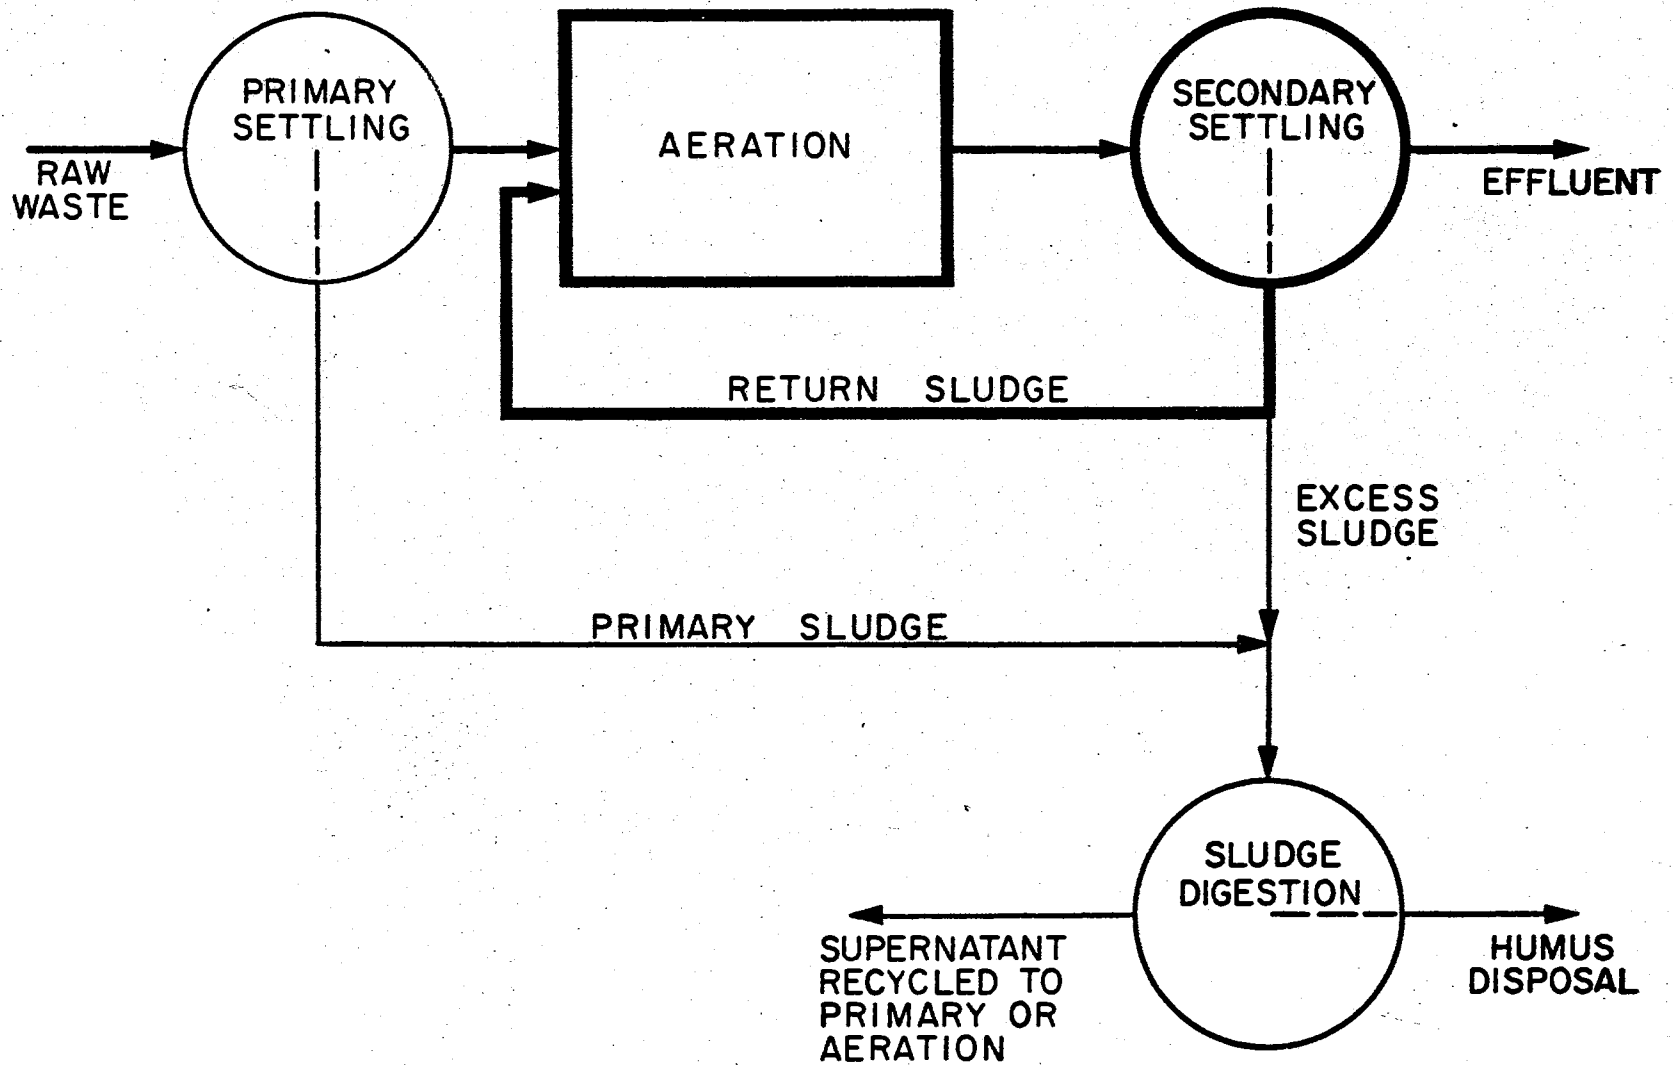 PRIMARY
SETTLING
AERATION
SECONDARY
SETTLING
RAW
WASTE
EFFLUENT
RETURN SLUDGE
EXCESS
SLUDGE
PRIMARY SLUDGE
SLUDGE
DIGESTION
SUPERNATANT
RECYCLED TO
PRIMARY OR
AERATION
HUMUS
DISPOSAL